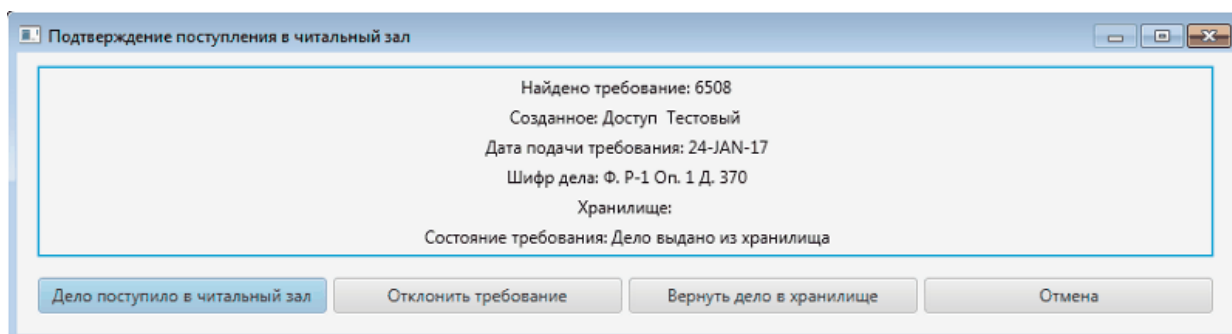 Подтверждение поступления в читальный зал
Найдено требование: 6508
Созданное: Доступ  Тестовый
Дата подачи требования: 24-JAN-17
Шифр дела: Ф. Р-1 Оп. 1 Д. 370
Хранилище:
Состояние требования: Дело выдано из хранилища
Дело поступило в читальный зал
Отклонить требование
Вернуть дело в хранилище
Отмена